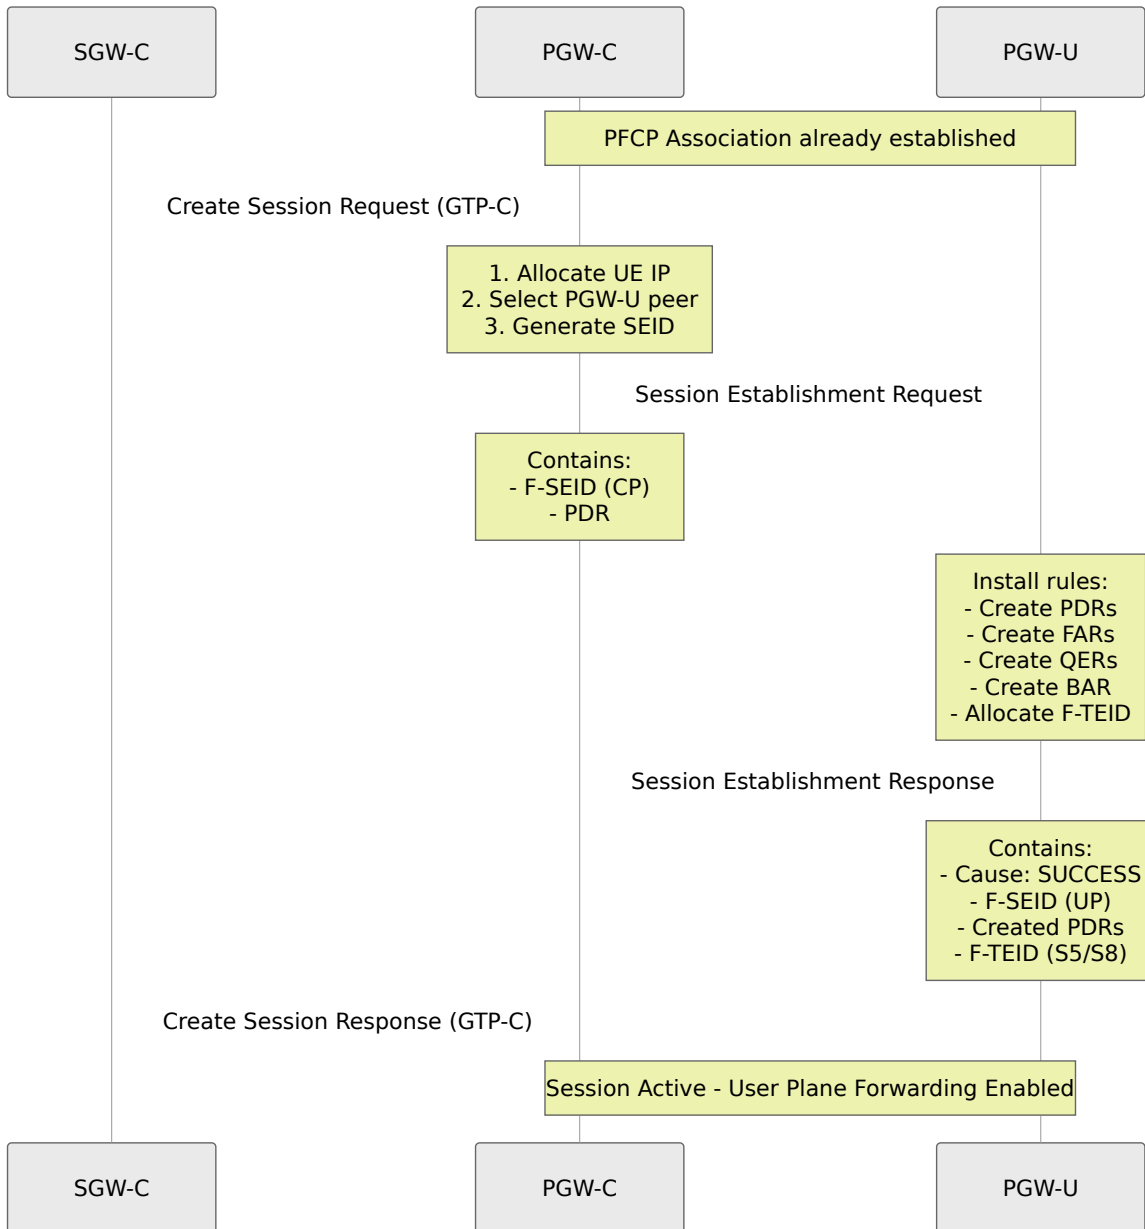 SGW-C
PGW-C
PGW-U
PFCP Association already established
Create Session Request (GTP-C)
1. Allocate UE IP
2. Select PGW-U peer
3. Generate SEID
Session Establishment Request
Contains:
- F-SEID (CP)
- PDR
Install rules:
- Create PDRs
- Create FARs
- Create QERs
- Create BAR
- Allocate F-TEID
Session Establishment Response
Contains:
- Cause: SUCCESS
- F-SEID (UP)
- Created PDRs
- F-TEID (S5/S8)
Create Session Response (GTP-C)
Session Active - User Plane Forwarding Enabled
SGW-C
PGW-C
PGW-U